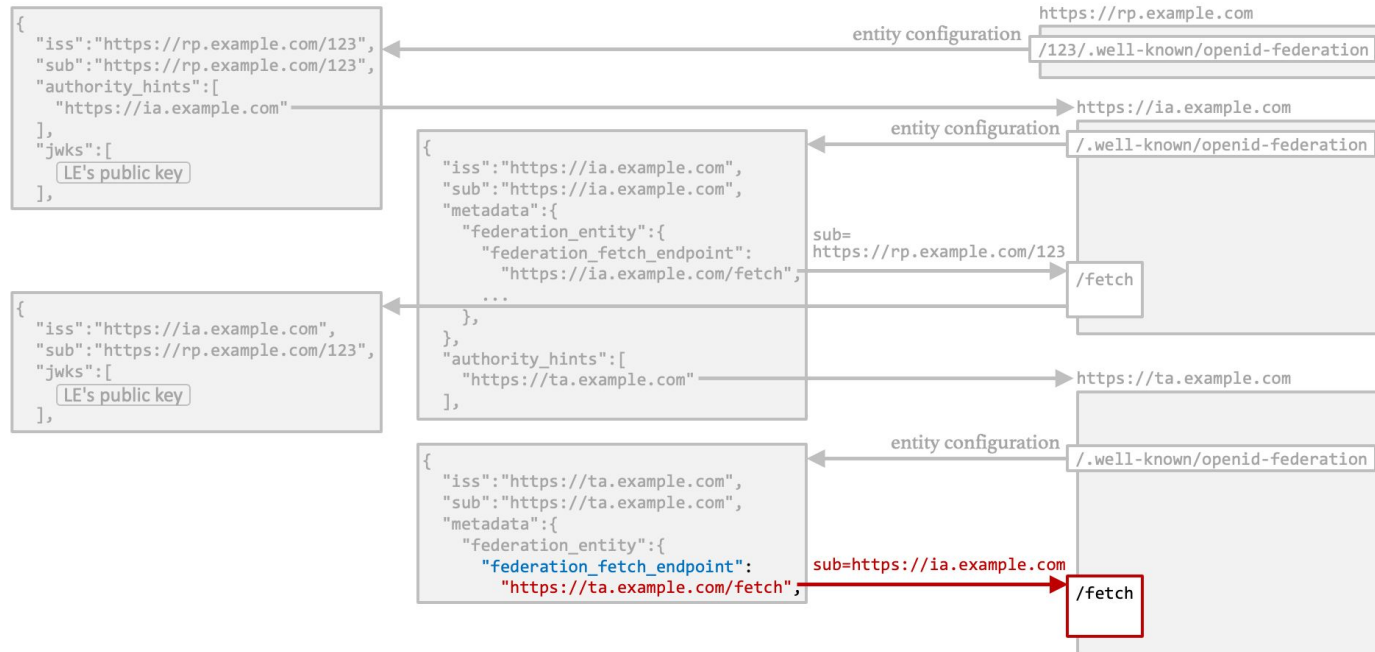 https://rp.example.com
entity configuration
/123/.well-known/openid-federation
{
"iss":"https://rp.example.com/123",
"sub":"https://rp.example.com/123",
"authority_hints":[
"https://ia.example.com"
],
"jwks":[
LE's public key
],
https://ia.example.com
entity configuration
/.well-known/openid-federation
{
"iss":"https://ia.example.com",
"sub":"https://ia.example.com",
"metadata":{
"federation_entity":{
"federation_fetch_endpoint":
"https://ia.example.com/fetch",
...
},
},
"authority_hints":[
"https://ta.example.com"
],
sub=
https://rp.example.com/123
/fetch
{
"iss":"https://ia.example.com",
"sub":"https://rp.example.com/123",
"jwks":[
LE's public key
],
https://ta.example.com
entity configuration
/.well-known/openid-federation
{
"iss":"https://ta.example.com",
"sub":"https://ta.example.com",
"metadata":{
"federation_entity":{
"federation_fetch_endpoint":
"https://ta.example.com/fetch",
sub=https://ia.example.com
/fetch